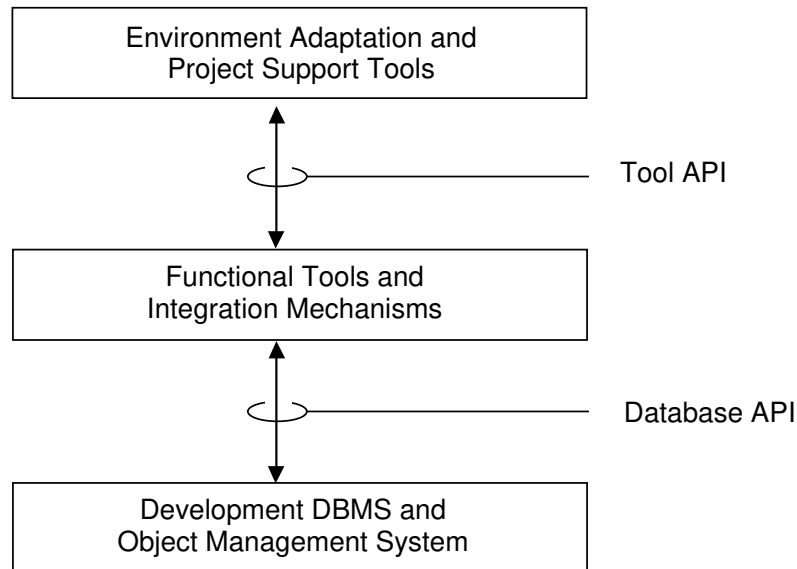 Environment Adaptation and
Project Support Tools
Tool API
Functional Tools and
Integration Mechanisms
Database API
Development DBMS and
Object Management System